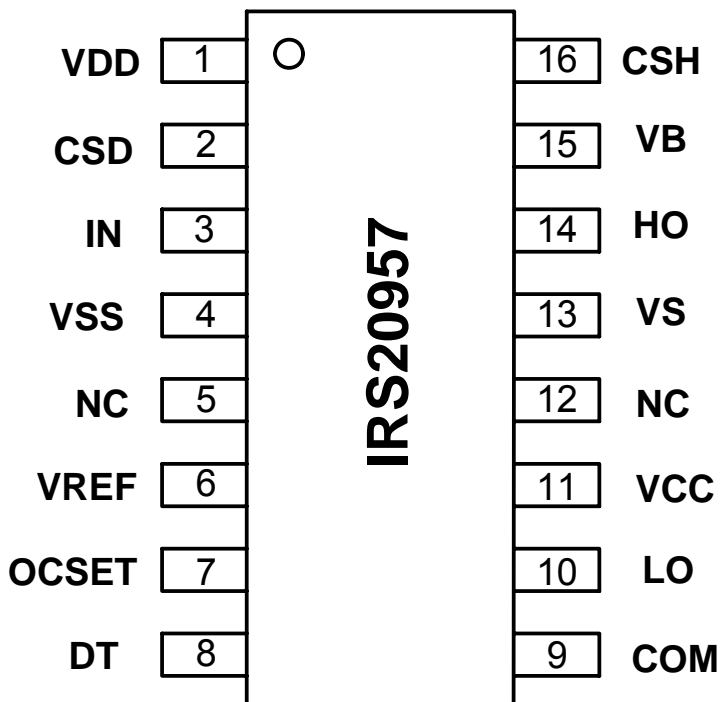 VDD 1 16 CSH
CSD 2 15 VB
IN 3 14 HO
VSS 4 13 VS
NC 5 12 NC
VREF 6 11 VCC
OCSET 7 10 LO
DT 8 9 COM
IRS20957